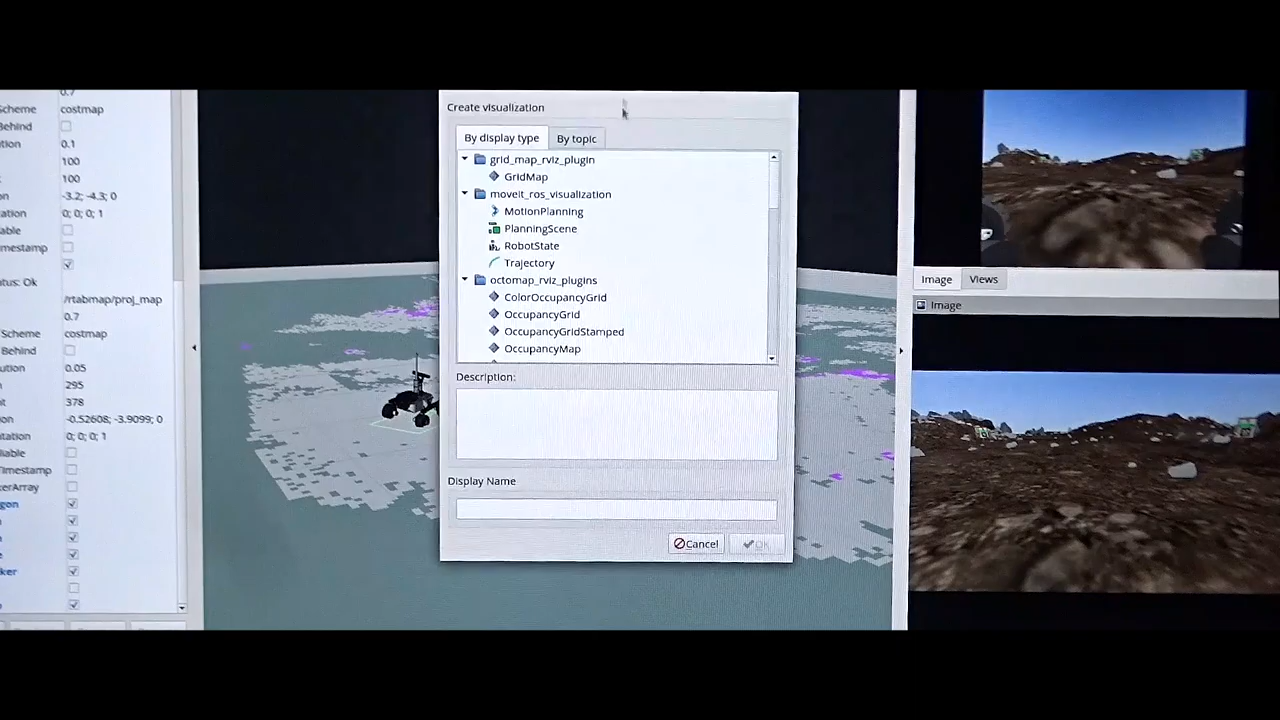 0.7
Scheme costmap
Behind
0.1
100
100
-3.2; -4.3; 0
0; 0; 0; 1
Ok
/rtabmap/proj_map
0.7
Scheme costmap
Behind
0.05
295
378
-0.52608; -3.9099; 0
0; 0; 0; 1
Create visualization
By display type By topic
grid_map_rviz_plugin
GridMap
moveit_ros_visualization
MotionPlanning
PlanningScene
RobotState
Trajectory
octomap_rviz_plugins
ColorOccupancyGrid
OccupancyGrid
OccupancyGridStamped
OccupancyMap
Description:
Display Name
Cancel OK
Image Views
Image